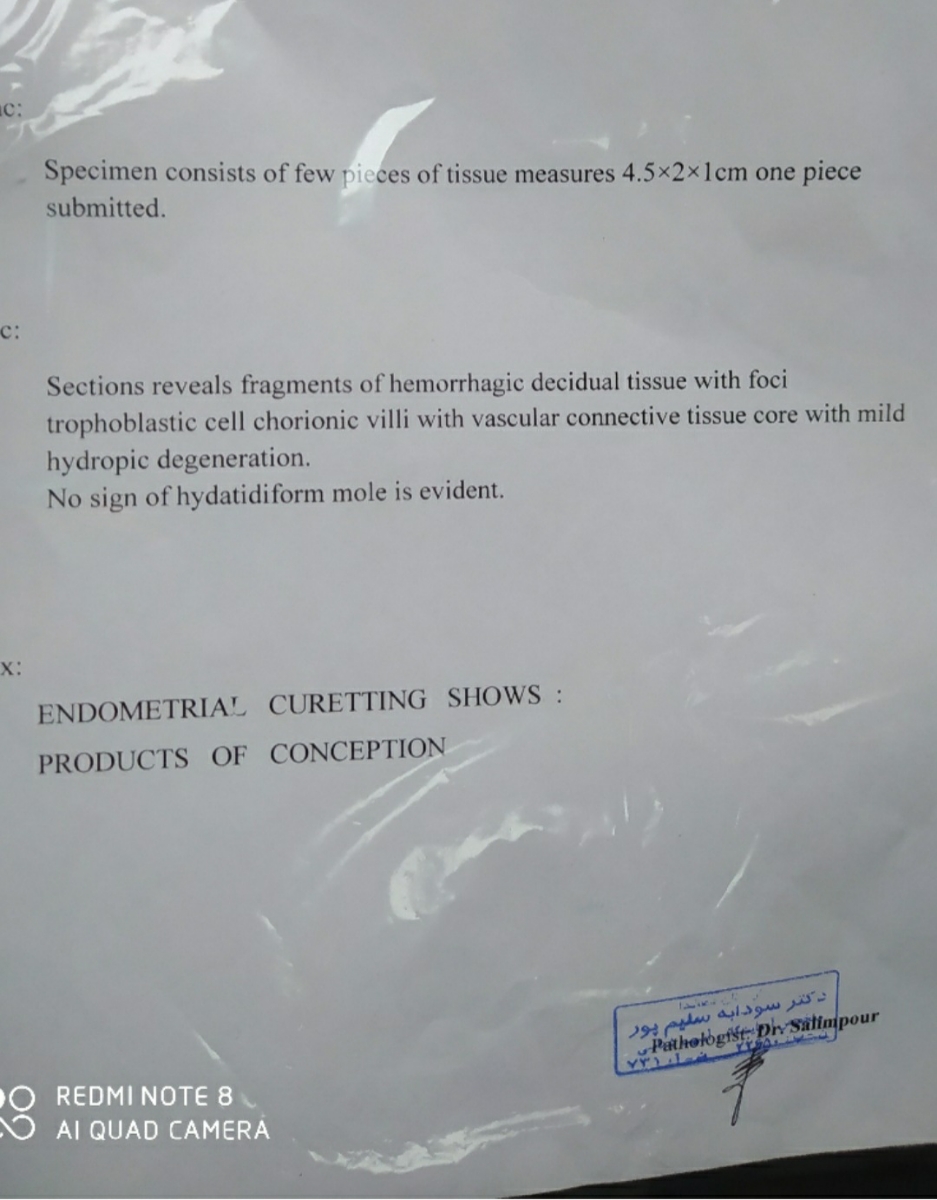 c:
Specimen consists of few pieces of tissue measures 4.5×2×1cm one piece
submitted.
c:
Sections reveals fragments of hemorrhagic decidual tissue with foci
trophoblastic cell chorionic villi with vascular connective tissue core with mild
hydropic degeneration.
No sign of hydatidiform mole is evident.
x:
ENDOMETRIAL CURETTING SHOWS :
PRODUCTS OF CONCEPTION
دکتر سودابه سلیم پور
Pathologist: Dr. Salimpour
REDMI NOTE 8
AI QUAD CAMERA